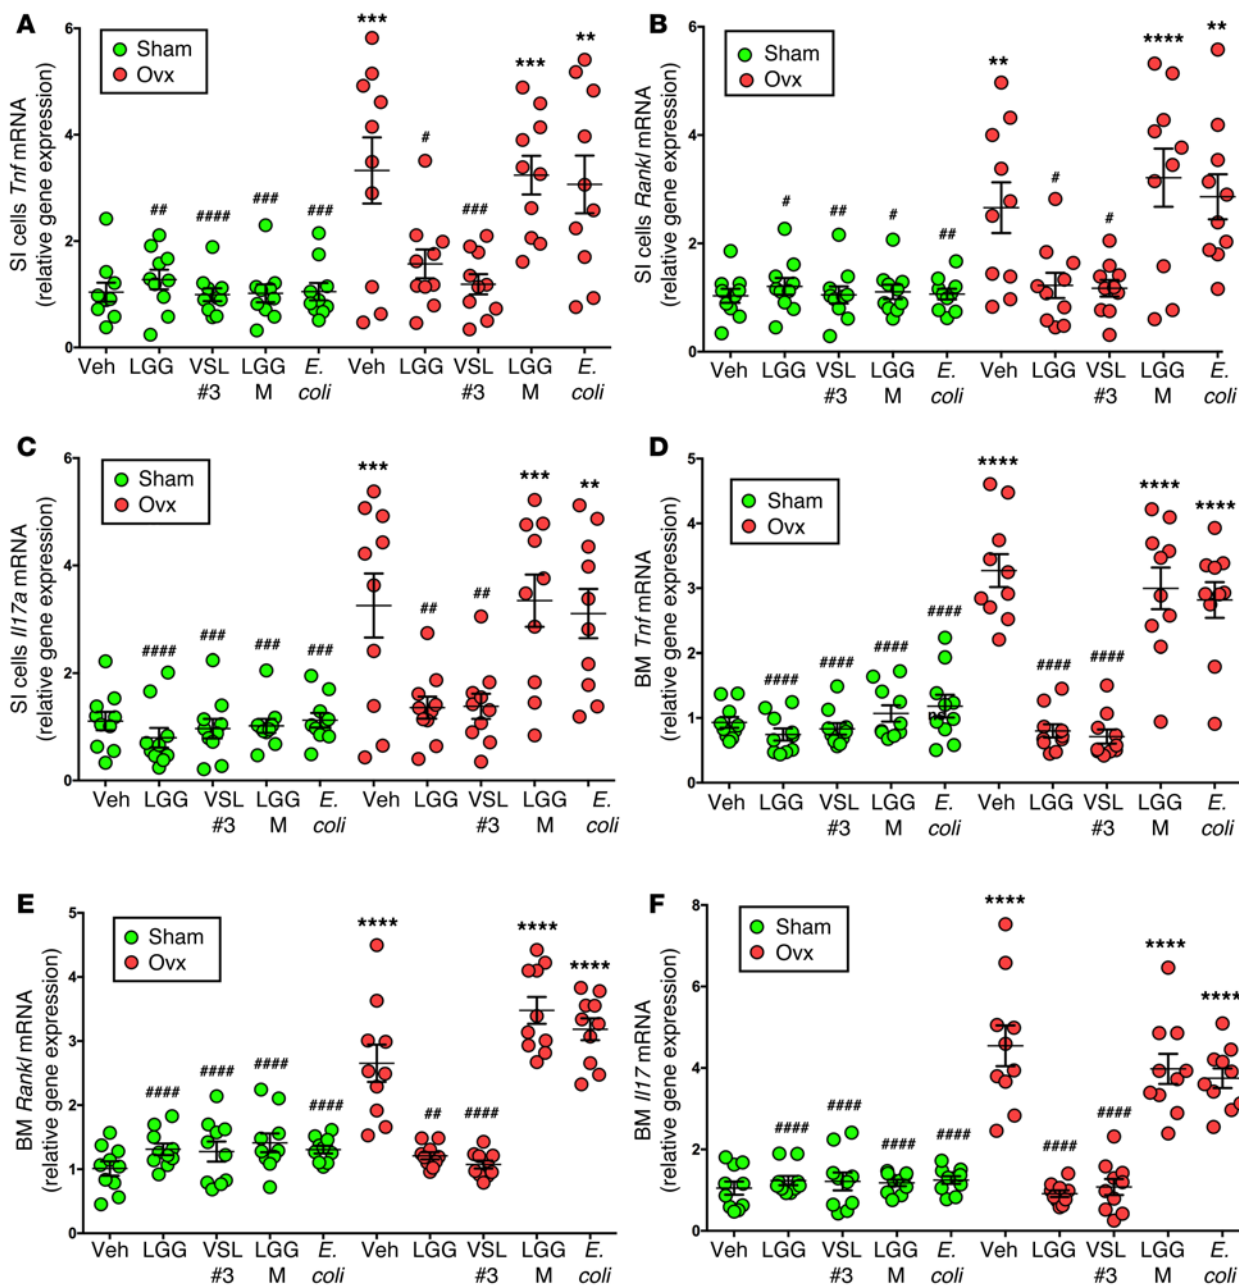 A
SI cells Tnf mRNA
(relative gene expression)
6
4
2
0
Sham
Ovx
***
**
***
#
##
####
###
###
###
Veh LGG VSL LGG E. Veh LGG VSL LGG E.
#3 M coli #3 M coli
B
SI cells Rankl mRNA
(relative gene expression)
6
4
2
0
Sham
Ovx
****
**
**
#
#
##
#
##
#
Veh LGG VSL LGG E. Veh LGG VSL LGG E.
#3 M coli #3 M coli
C
SI cells Il17a mRNA
(relative gene expression)
6
4
2
0
Sham
Ovx
***
***
**
##
##
####
###
###
###
Veh LGG VSL LGG E. Veh LGG VSL LGG E.
#3 M coli #3 M coli
D
BM Tnf mRNA
(relative gene expression)
5
4
3
2
1
0
Sham
Ovx
****
****
****
####
####
####
####
####
####
Veh LGG VSL LGG E. Veh LGG VSL LGG E.
#3 M coli #3 M coli
E
BM Rankl mRNA
(relative gene expression)
5
4
3
2
1
0
Sham
Ovx
****
****
****
####
####
####
####
##
####
Veh LGG VSL LGG E. Veh LGG VSL LGG E.
#3 M coli #3 M coli
F
BM Il17 mRNA
(relative gene expression)
8
6
4
2
0
Sham
Ovx
****
****
****
####
####
####
####
####
####
Veh LGG VSL LGG E. Veh LGG VSL LGG E.
#3 M coli #3 M coli